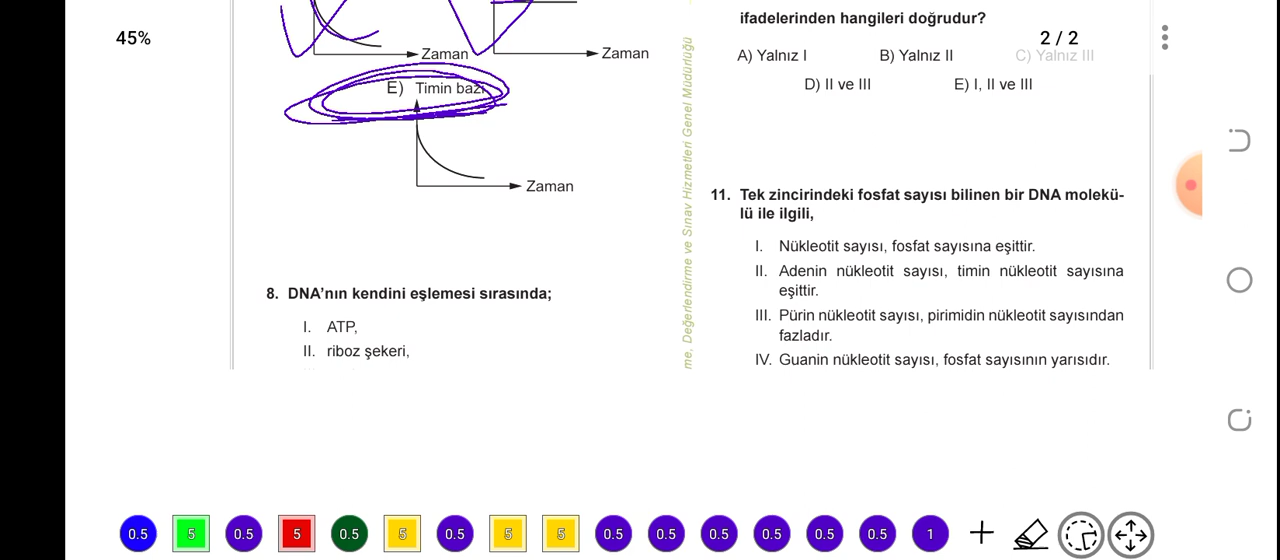 45%
Zaman
Zaman
E) Timin bazı
Zaman
8. DNA’nın kendini eşlemesi sırasında;
I. ATP,
II. riboz şekeri,
me, Değerlendirme ve Sınav Hizmetleri Genel Müdürlüğü
ifadelerinden hangileri doğrudur?
2 / 2
A) Yalnız I B) Yalnız II C) Yalnız III
D) II ve III E) I, II ve III
11. Tek zincirindeki fosfat sayısı bilinen bir DNA molekü-
lü ile ilgili,
I. Nükleotit sayısı, fosfat sayısına eşittir.
II. Adenin nükleotit sayısı, timin nükleotit sayısına
eşittir.
III. Pürin nükleotit sayısı, pirimidin nükleotit sayısından
fazladır.
IV. Guanin nükleotit sayısı, fosfat sayısının yarısıdır.
0.5 5 0.5 5 0.5 5 0.5 5 5 0.5 0.5 0.5 0.5 0.5 0.5 1